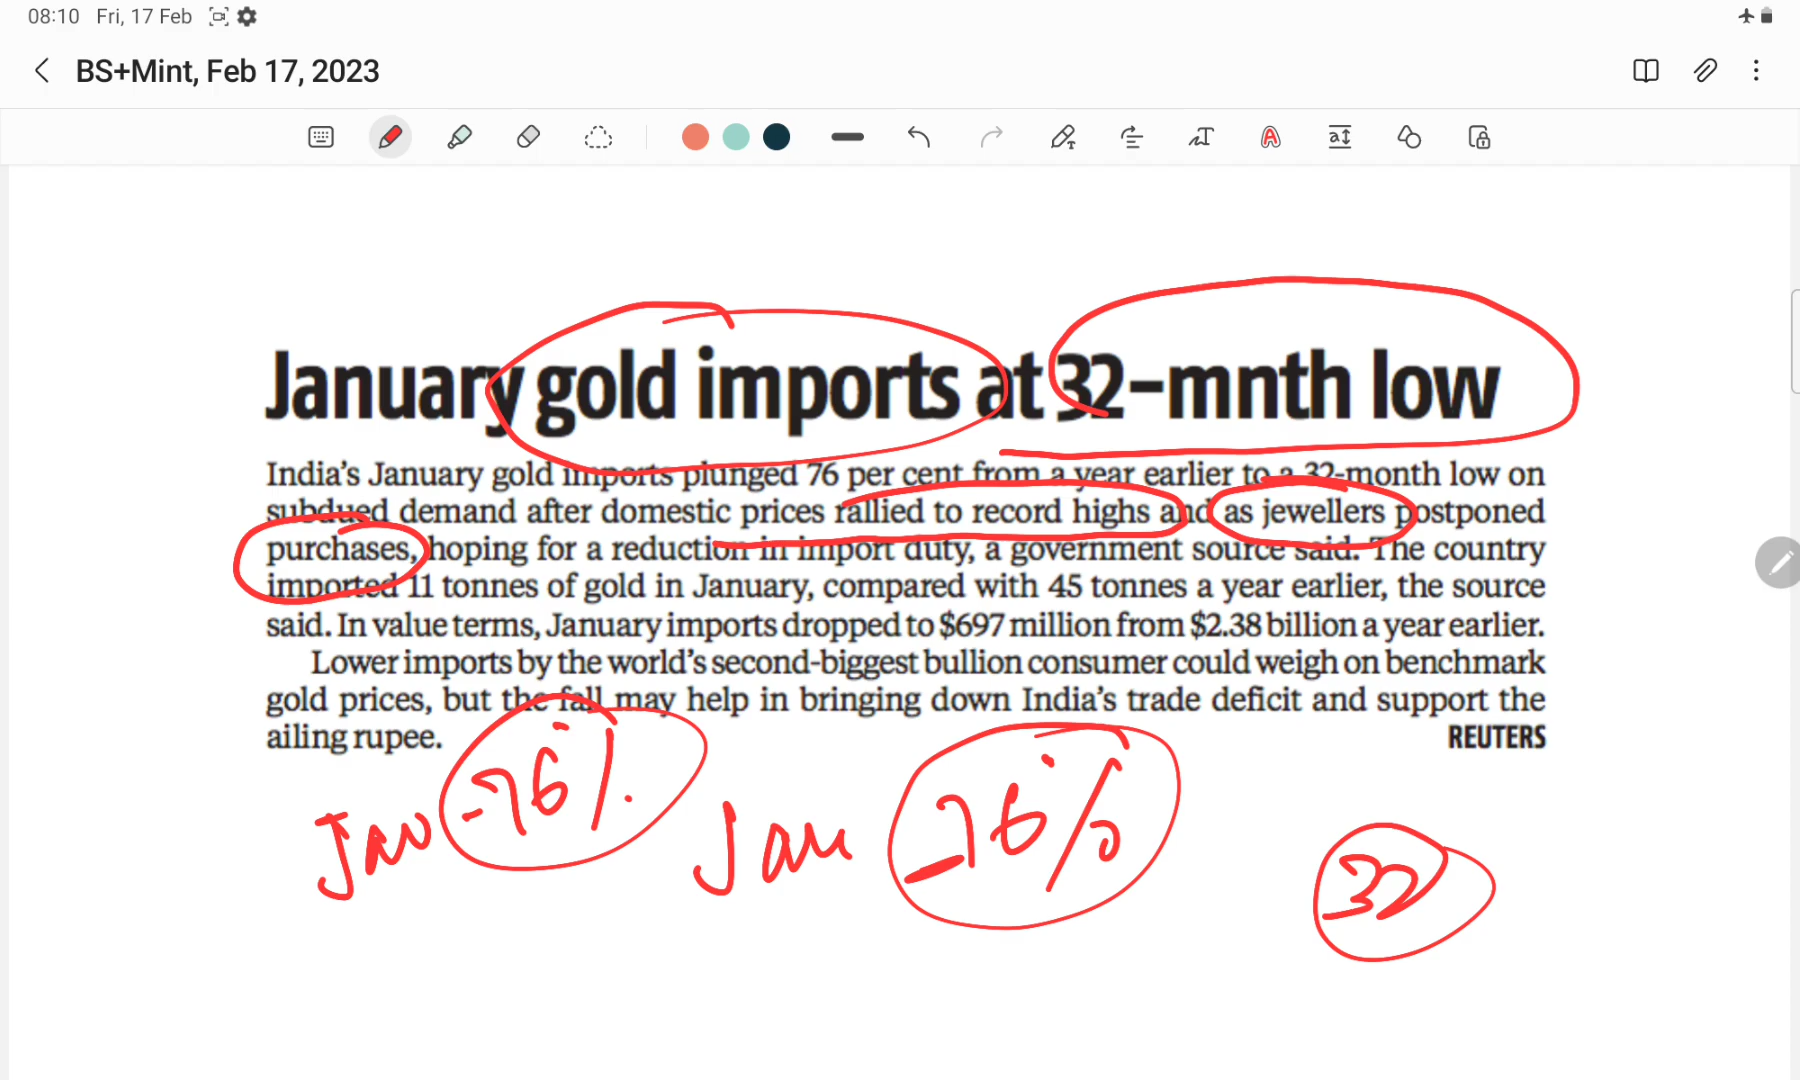 08:10 Fri, 17 Feb
BS+Mint, Feb 17, 2023
January gold imports at 32-mnth low
India's January gold imports plunged 76 per cent from a year earlier to a 32-month low on
subdued demand after domestic prices rallied to record highs and as jewellers postponed
purchases, hoping for a reduction in import duty, a government source said. The country
imported 11 tonnes of gold in January, compared with 45 tonnes a year earlier, the source
said. In value terms, January imports dropped to $697 million from $2.38 billion a year earlier.
Lower imports by the world's second-biggest bullion consumer could weigh on benchmark
gold prices, but the fall may help in bringing down India's trade deficit and support the
ailing rupee. REUTERS
Jan -76% Jan -76% 32